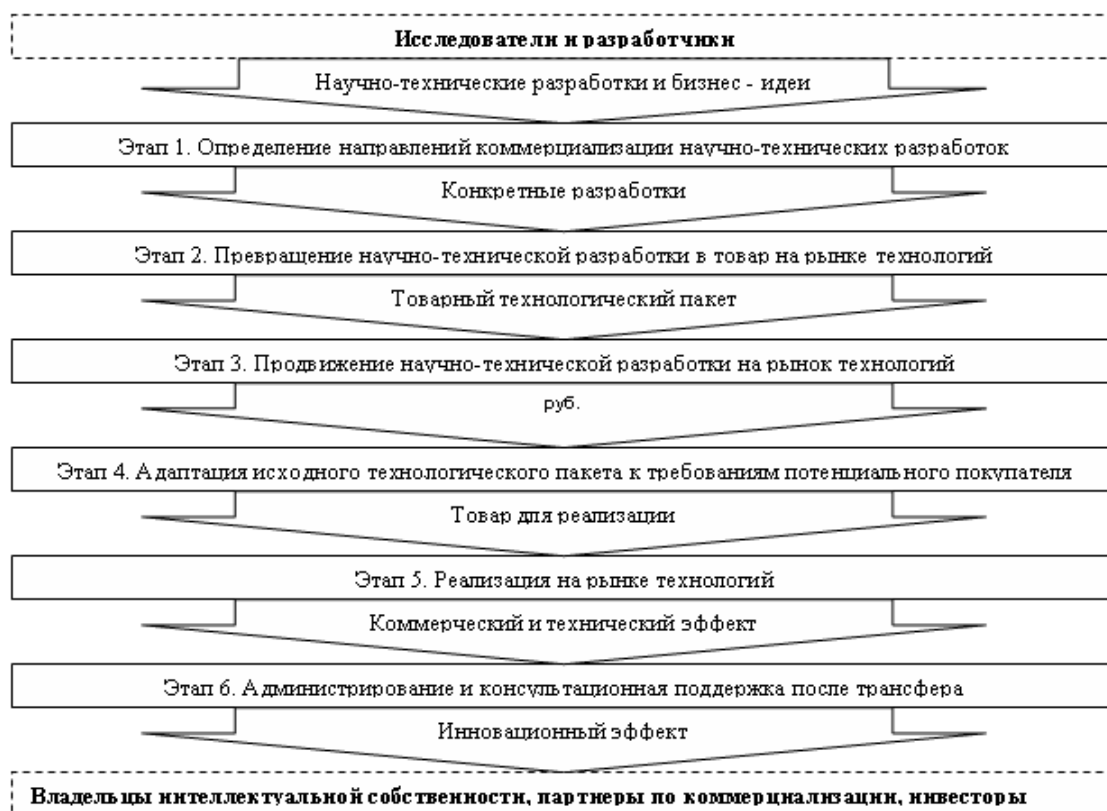 Исследователи и разработчики
Научно-технические разработки и бизнес - идеи
Этап 1. Определение направлений коммерциализации научно-технических разработок
Конкретные разработки
Этап 2. Превращение научно-технической разработки в товар на рынке технологий
Товарный технологический пакет
Этап 3. Продвижение научно-технической разработки на рынок технологий
руб.
Этап 4. Адаптация исходного технологического пакета к требованиям потенциального покупателя
Товар для реализации
Этап 5. Реализация на рынке технологий
Коммерческий и технический эффект
Этап 6. Администрирование и консультационная поддержка после трансфера
Инновационный эффект
Владельцы интеллектуальной собственности, партнеры по коммерциализации, инвесторы